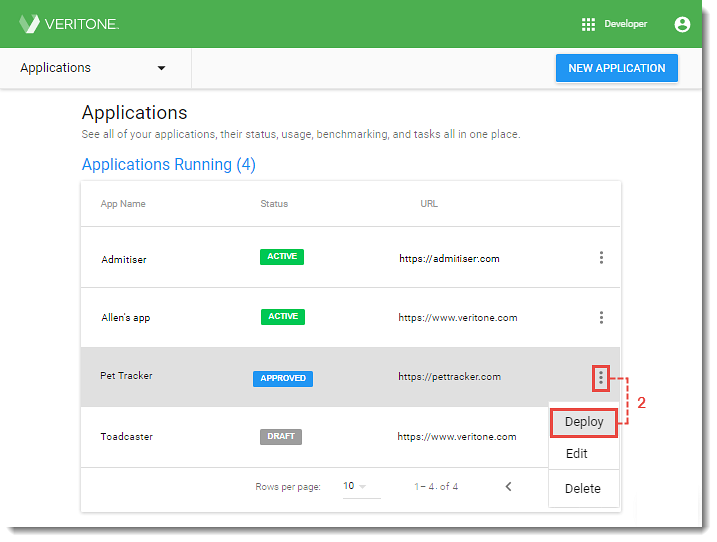 VERITONE.
Developer
Applications
NEW APPLICATION
Applications
See all of your applications, their status, usage, benchmarking, and tasks all in one place.
Applications Running (4)
App Name Status URL
Admitiser ACTIVE https://admitiser.com
Allen's app ACTIVE https://www.veritone.com
Pet Tracker APPROVED https://pettracker.com
2
Deploy
Toadcaster DRAFT https://www.veritone.com
Edit
Rows per page: 10 1– 4. of 4
Delete